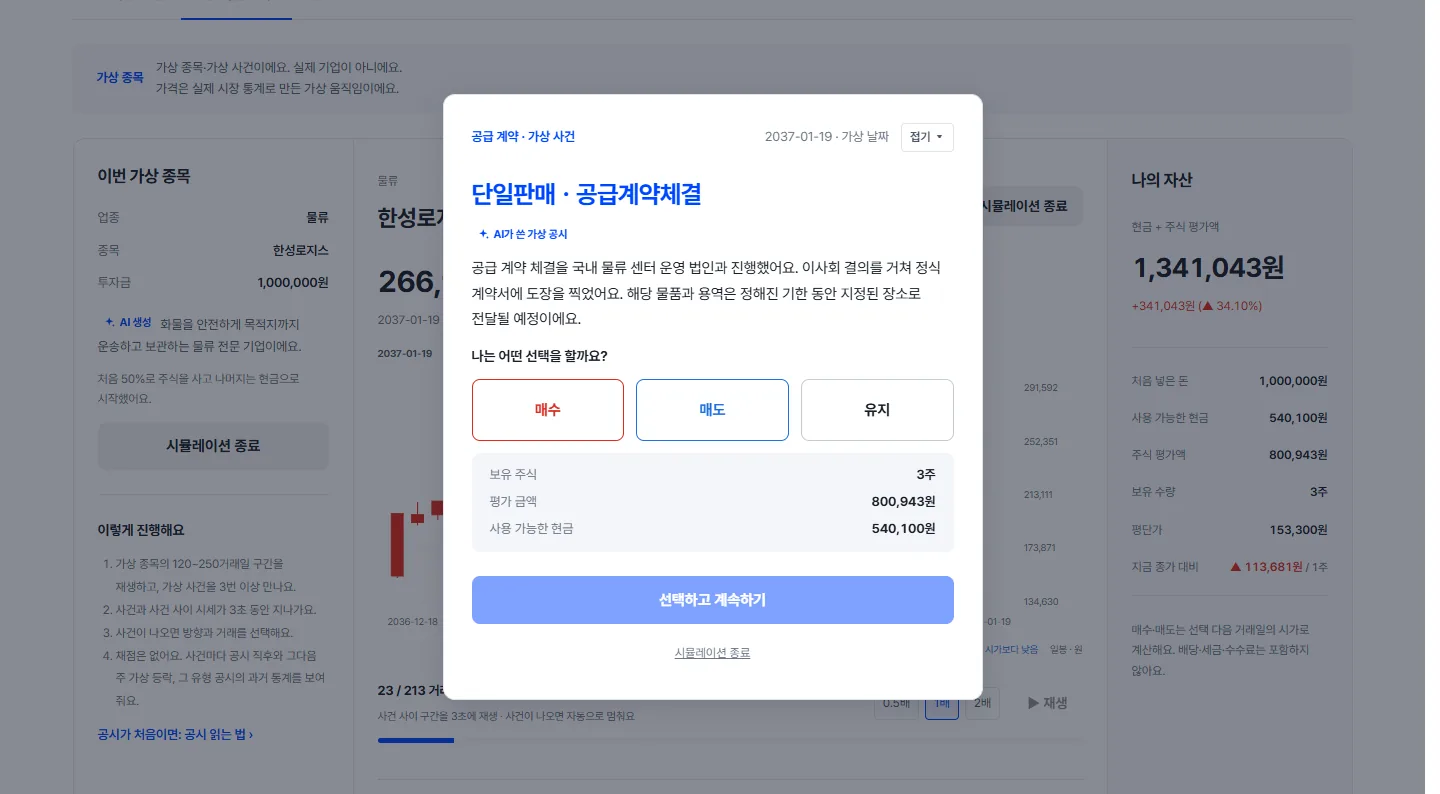 가상 종목
가상 종목·가상 사건이에요. 실제 기업이 아니에요.
가격은 실제 시장 통계로 만든 가상 움직임이에요.
이번 가상 종목
업종 물류
종목 한성로지스
투자금 1,000,000원
AI 생성 화물을 안전하게 목적지까지
운송하고 보관하는 물류 전문 기업이에요.
처음 50%로 주식을 사고 나머지는 현금으로
시작했어요.
시뮬레이션 종료
이렇게 진행해요
1. 가상 종목의 120~250거래일 구간을
재생하고, 가상 사건을 3번 이상 만나요.
2. 사건과 사건 사이 시세가 3초 동안 지나가요.
3. 사건이 나오면 방향과 거래를 선택해요.
4. 채점은 없어요. 사건마다 공시 직후와 그다음
주 가상 등락, 그 유형 공시의 과거 통계를 보여
줘요.
공시가 처음이면: 공시 읽는 법 ›
물류
한성로지
266,
2037-01-19
2037-01-19
시뮬레이션 종료
291,592
252,351
213,111
173,871
134,630
2036-12-18
-01-19
시가보다 낮음 일봉 · 원
23 / 213 거래
사건 사이 구간을 3초에 재생 · 사건이 나오면 자동으로 멈춰요
0.5배 1배 2배 ▶ 재생
공급 계약 · 가상 사건
2037-01-19 · 가상 날짜
접기 ▾
단일판매 · 공급계약체결
AI가 쓴 가상 공시
공급 계약 체결을 국내 물류 센터 운영 법인과 진행했어요. 이사회 결의를 거쳐 정식
계약서에 도장을 찍었어요. 해당 물품과 용역은 정해진 기한 동안 지정된 장소로
전달될 예정이에요.
나는 어떤 선택을 할까요?
매수 매도 유지
보유 주식 3주
평가 금액 800,943원
사용 가능한 현금 540,100원
선택하고 계속하기
시뮬레이션 종료
나의 자산
현금 + 주식 평가액
1,341,043원
+341,043원 (▲ 34.10%)
처음 넣은 돈 1,000,000원
사용 가능한 현금 540,100원
주식 평가액 800,943원
보유 수량 3주
평단가 153,300원
지금 종가 대비 ▲ 113,681원 / 1주
매수·매도는 선택 다음 거래일의 시가로
계산해요. 배당·세금·수수료는 포함하지
않아요.